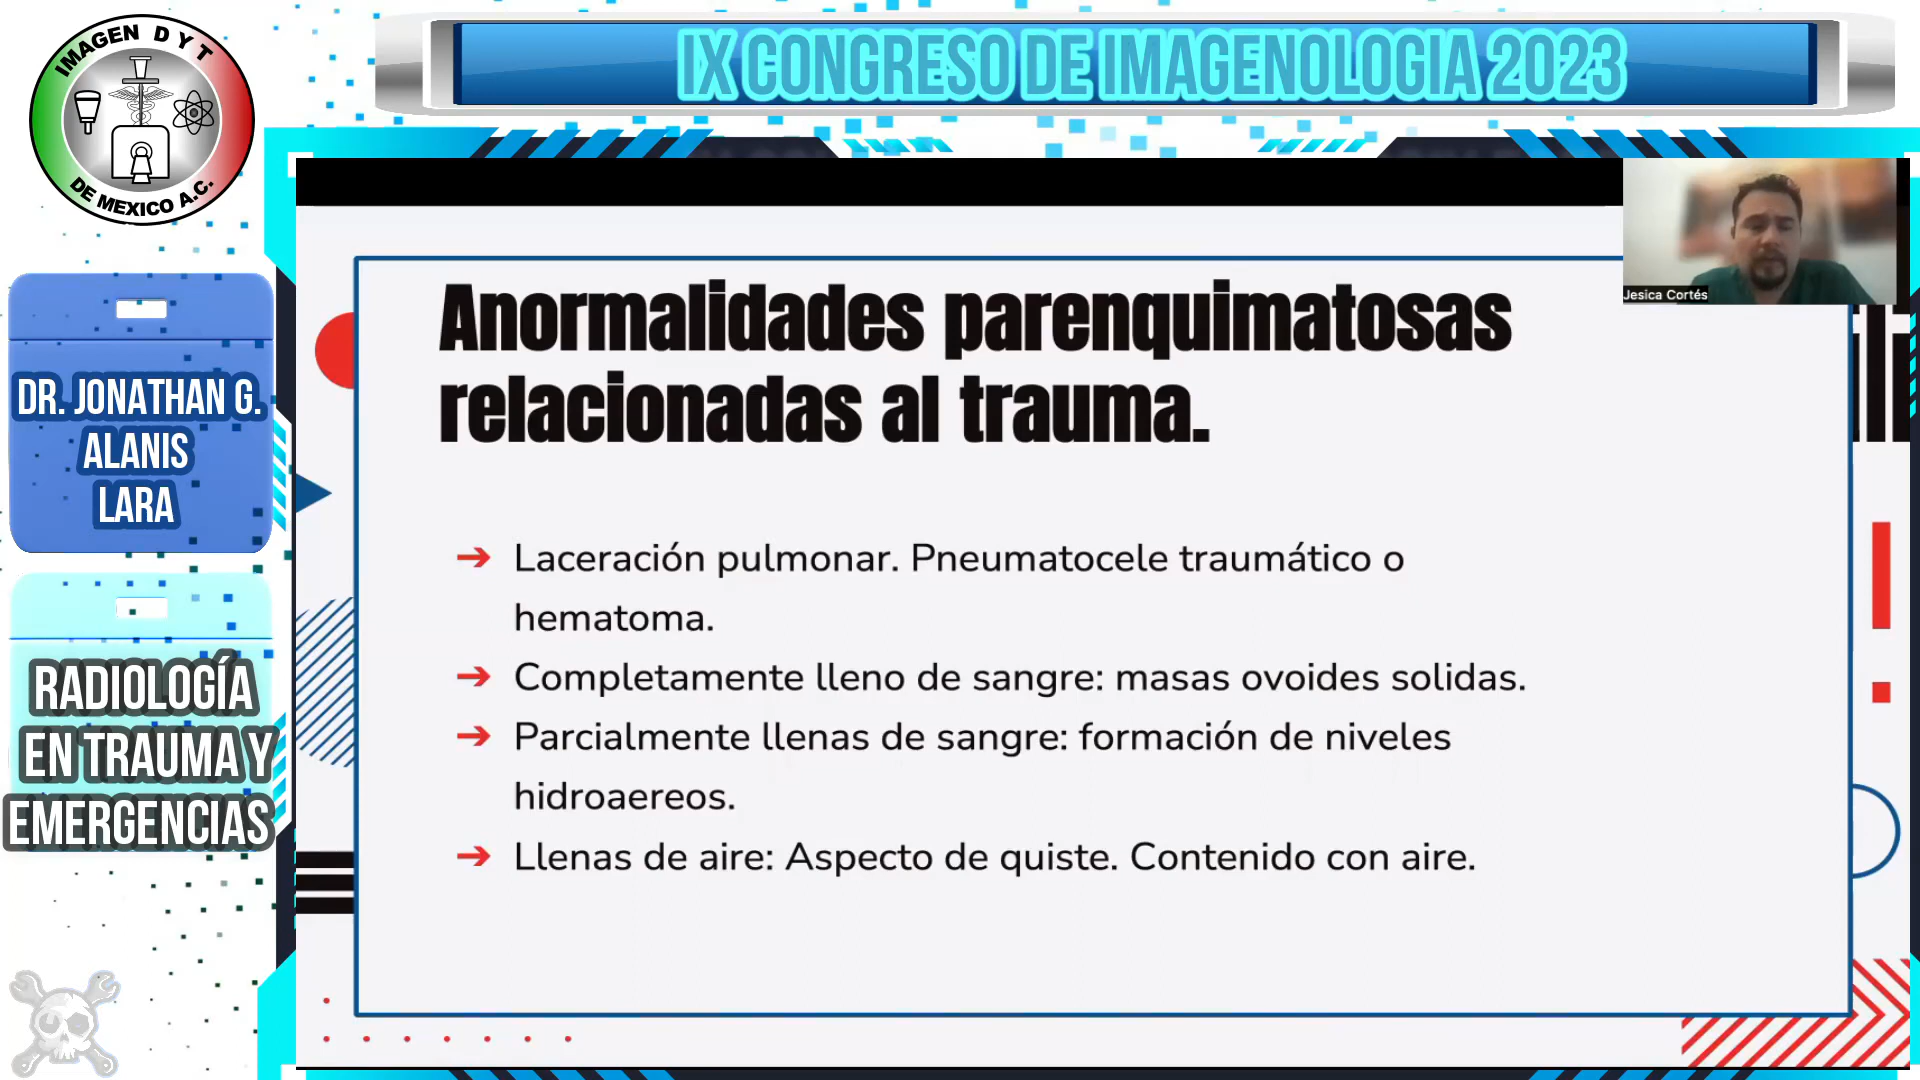 IMAGEN D Y T
DE MEXICO A.C.
IX CONGRESO DE IMAGENOLOGIA 2023
Jesica Cortés
DR. JONATHAN G.
ALANIS
LARA
RADIOLOGÍA
EN TRAUMA Y
EMERGENCIAS
Anormalidades parenquimatosas
relacionadas al trauma.
➔ Laceración pulmonar. Pneumatocele traumático o
hematoma.
➔ Completamente lleno de sangre: masas ovoides solidas.
➔ Parcialmente llenas de sangre: formación de niveles
hidroaereos.
➔ Llenas de aire: Aspecto de quiste. Contenido con aire.